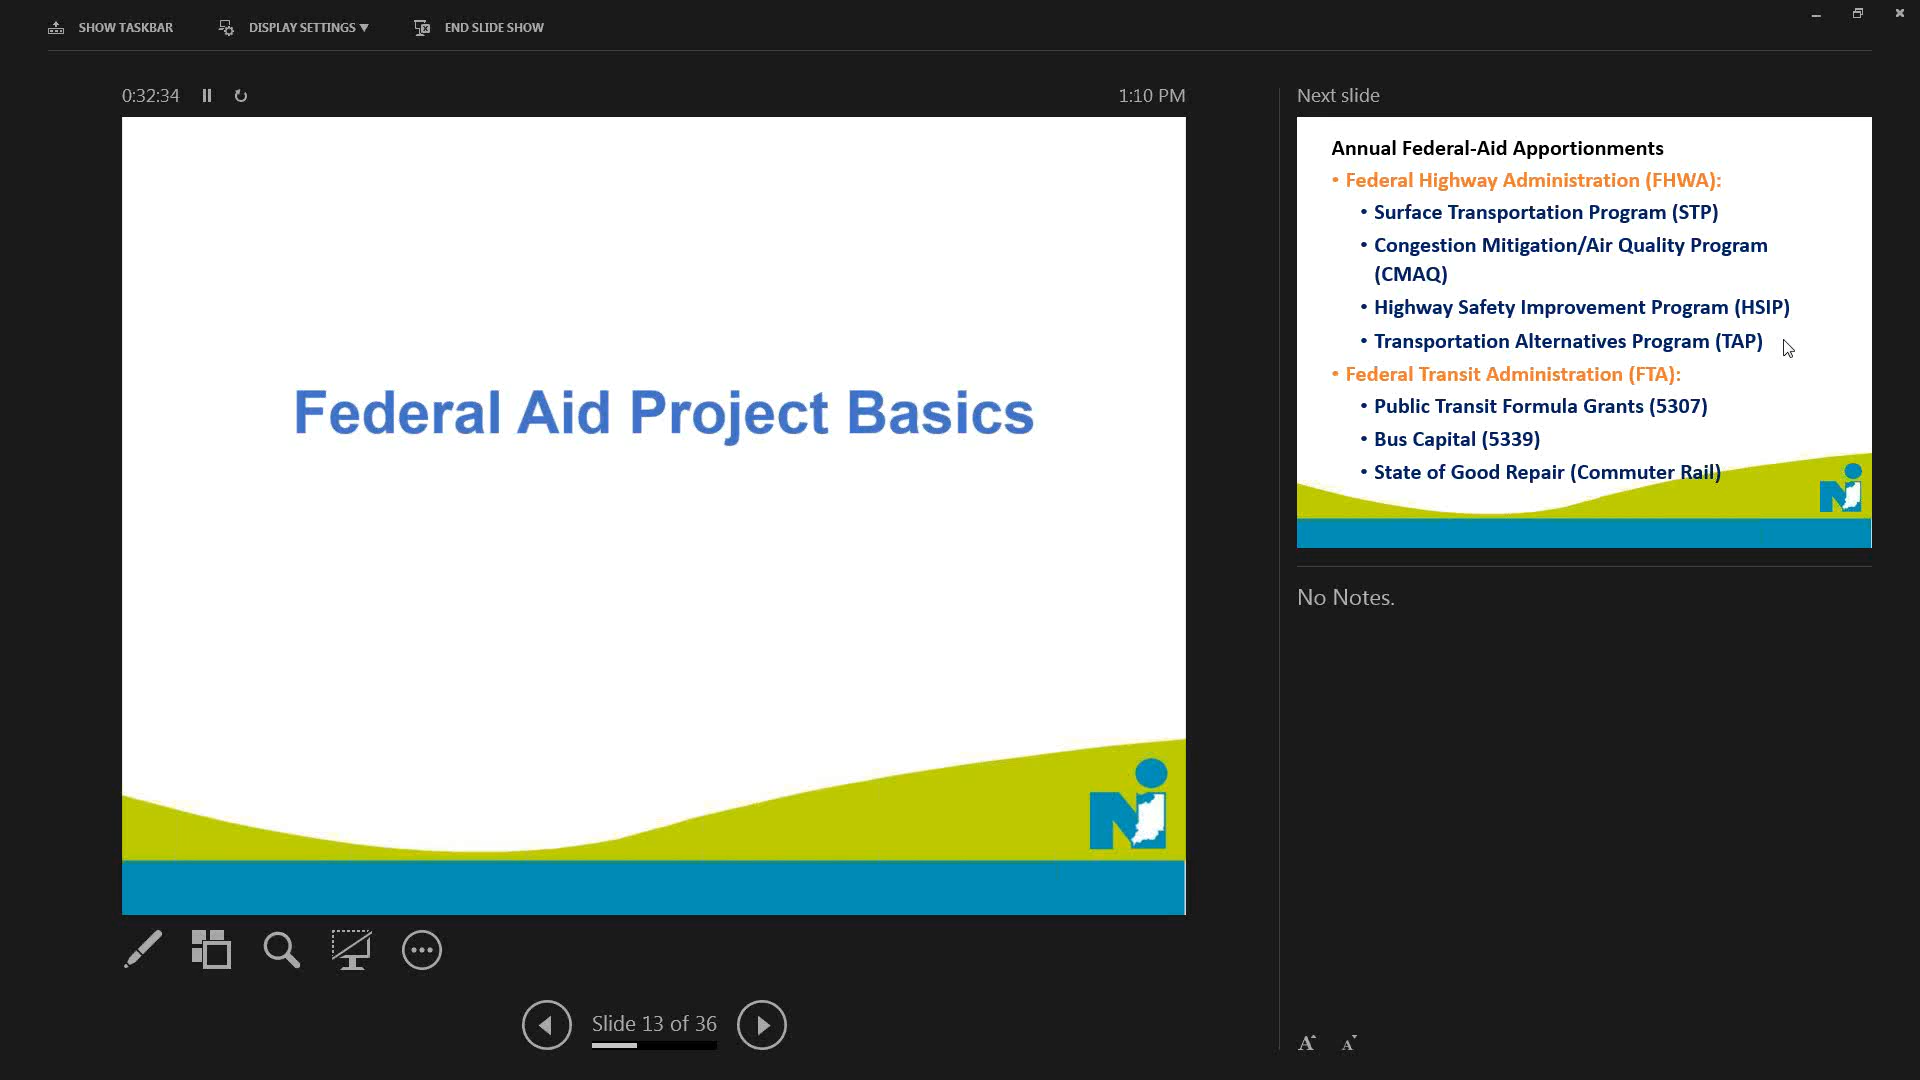 SHOW TASKBAR
DISPLAY SETTINGS
END SLIDE SHOW
0:32:34
1:10 PM
Federal Aid Project Basics
Ni
Slide 13 of 36
Next slide
Annual Federal-Aid Apportionments
• Federal Highway Administration (FHWA):
• Surface Transportation Program (STP)
• Congestion Mitigation/Air Quality Program
(CMAQ)
• Highway Safety Improvement Program (HSIP)
• Transportation Alternatives Program (TAP)
• Federal Transit Administration (FTA):
• Public Transit Formula Grants (5307)
• Bus Capital (5339)
• State of Good Repair (Commuter Rail)
Ni
No Notes.
A A